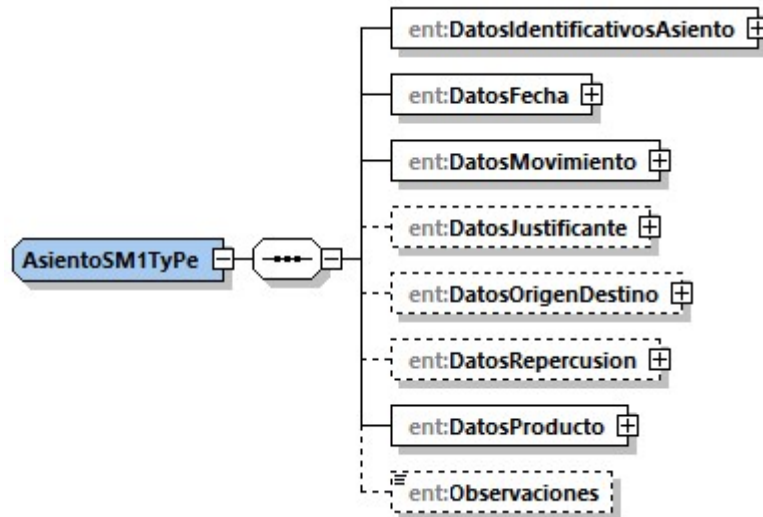 ent:DatosIdentificativosAsiento
ent:DatosFecha
ent:DatosMovimiento
ent:DatosJustificante
AsientoSM1TyPe
ent:DatosOrigenDestino
ent:DatosRepercusion
ent:DatosProducto
ent:Observaciones